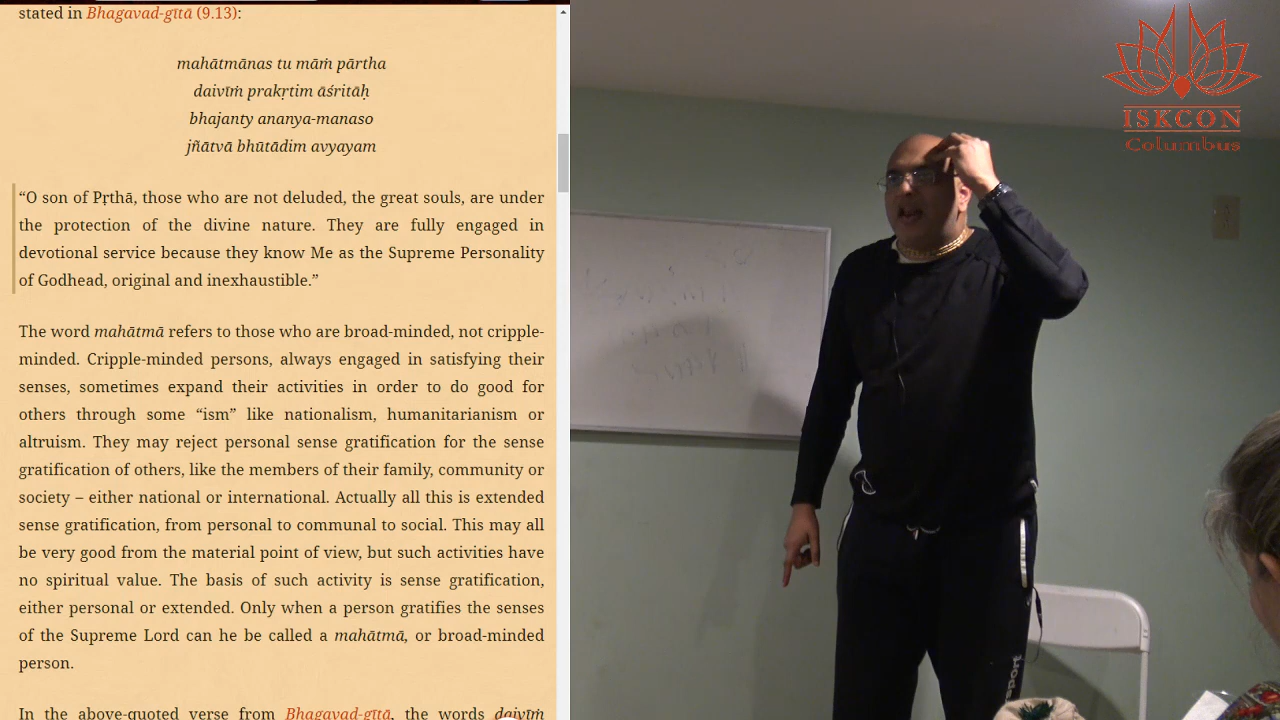 stated in Bhagavad-gītā (9.13):
mahātmānas tu māṁ pārtha
daivīṁ prakṛtim āśritāḥ
bhajanty ananya-manaso
jñātvā bhūtādim avyayam
“O son of Pṛthā, those who are not deluded, the great souls, are under
the protection of the divine nature. They are fully engaged in
devotional service because they know Me as the Supreme Personality
of Godhead, original and inexhaustible.”
The word mahātmā refers to those who are broad-minded, not cripple-
minded. Cripple-minded persons, always engaged in satisfying their
senses, sometimes expand their activities in order to do good for
others through some “ism” like nationalism, humanitarianism or
altruism. They may reject personal sense gratification for the sense
gratification of others, like the members of their family, community or
society – either national or international. Actually all this is extended
sense gratification, from personal to communal to social. This may all
be very good from the material point of view, but such activities have
no spiritual value. The basis of such activity is sense gratification,
either personal or extended. Only when a person gratifies the senses
of the Supreme Lord can he be called a mahātmā, or broad-minded
person.
In the above-quoted verse from Bhagavad-gītā, the words daivīṁ
ISKCON
Columbus